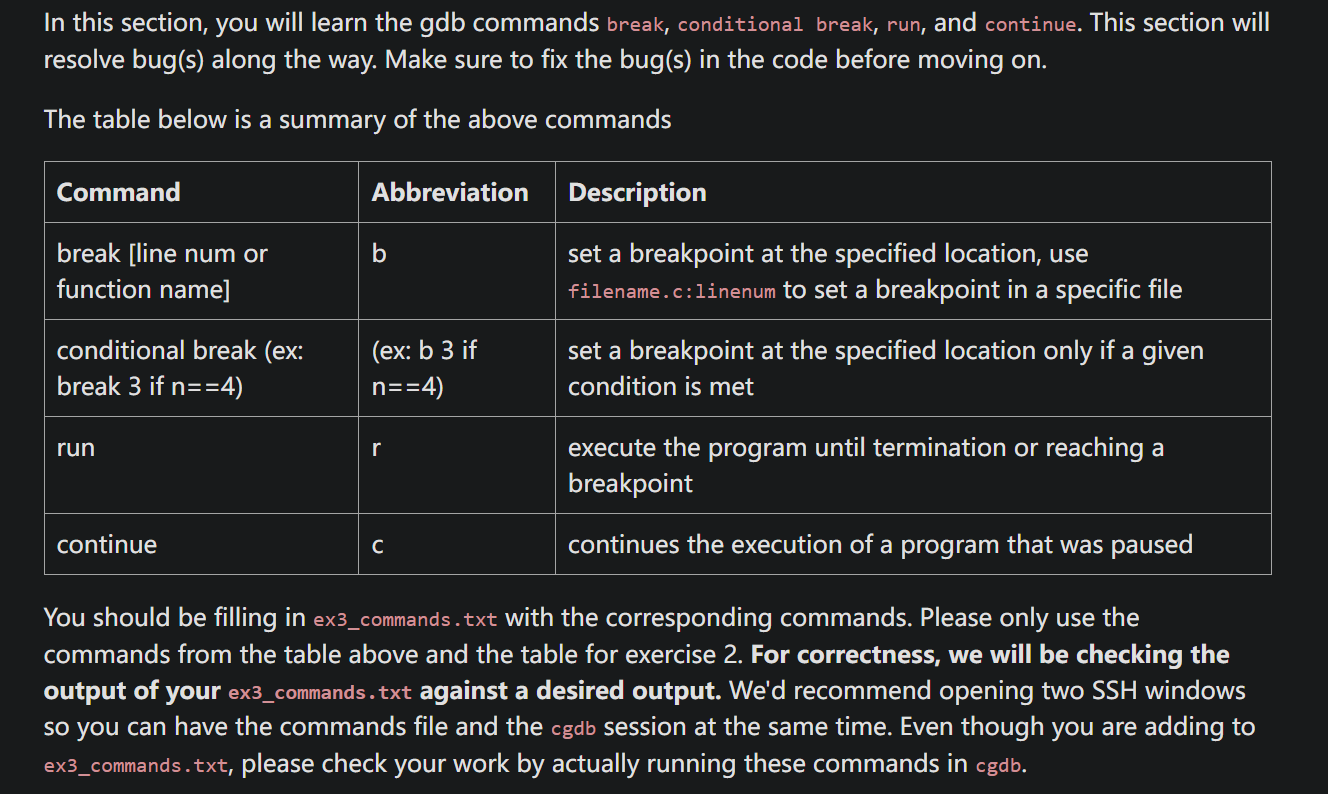 In this section, you will learn the gdb commands break, conditional break, run, and continue. This section will
resolve bug(s) along the way. Make sure to fix the bug(s) in the code before moving on.
The table below is a summary of the above commands
Command Abbreviation Description
break [line num or
function name]
b
set a breakpoint at the specified location, use
filename.c:linenum to set a breakpoint in a specific file
conditional break (ex:
break 3 if n==4)
(ex: b 3 if
n==4)
set a breakpoint at the specified location only if a given
condition is met
run
r
execute the program until termination or reaching a
breakpoint
continue
c
continues the execution of a program that was paused
You should be filling in ex3_commands.txt with the corresponding commands. Please only use the
commands from the table above and the table for exercise 2. For correctness, we will be checking the
output of your ex3_commands.txt against a desired output. We'd recommend opening two SSH windows
so you can have the commands file and the cgdb session at the same time. Even though you are adding to
ex3_commands.txt, please check your work by actually running these commands in cgdb.